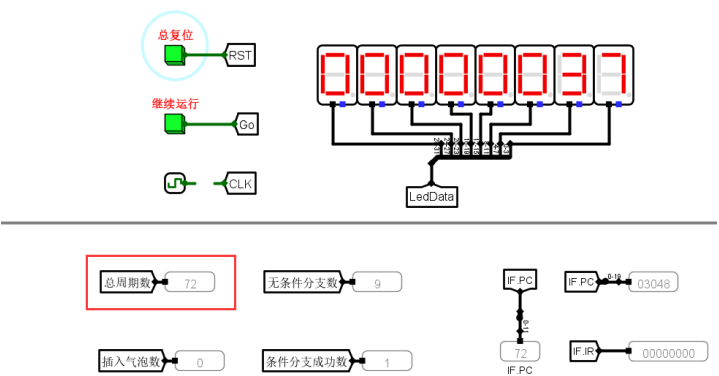 总复位
RST
00000037
继续运行
Go
CLK
LedData
总周期数 72
无条件分支数 9
IF.PC
0-11
72
IF.PC
IF.PC 0-19 03048
插入气泡数 0
条件分支成功数 1
IF.IR 00000000